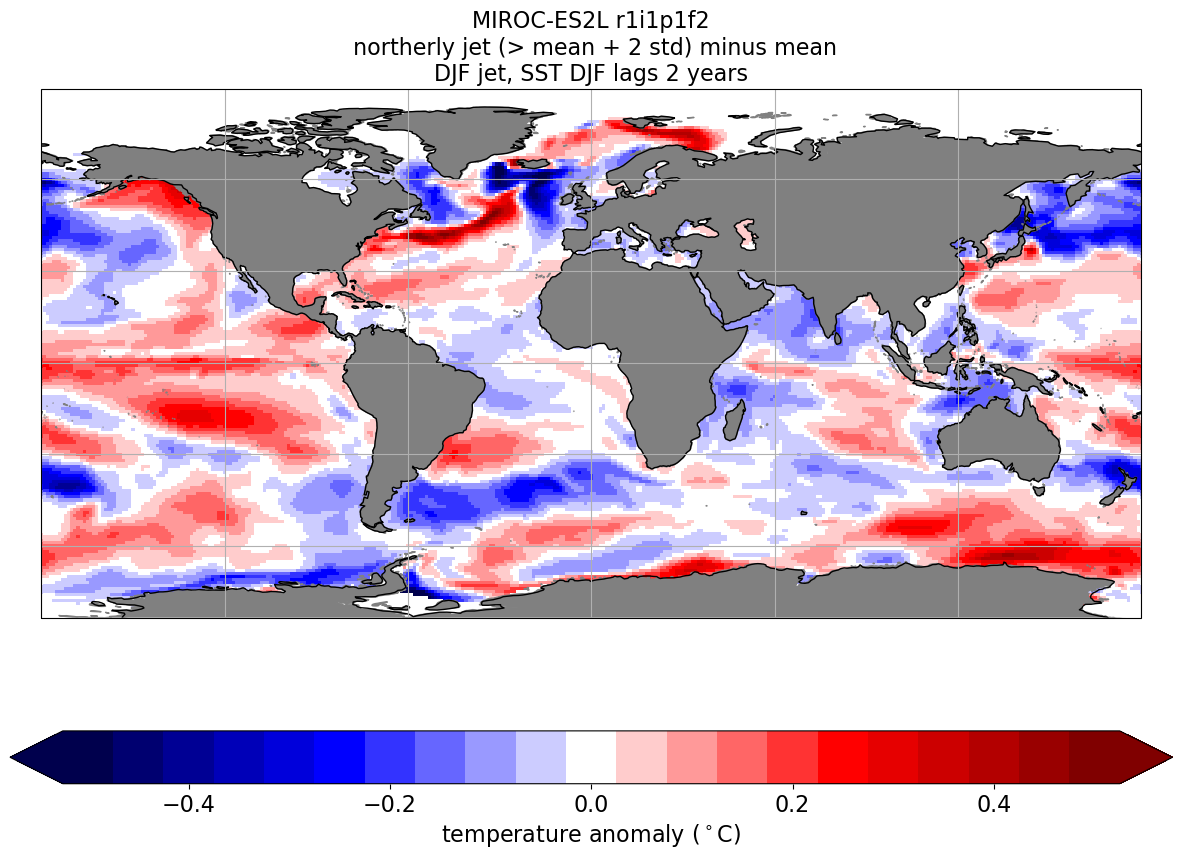 MIROC-ES2L r1i1p1f2
northerly jet (> mean + 2 std) minus mean
DJF jet, SST DJF lags 2 years
−0.4 −0.2 0.0 0.2 0.4
temperature anomaly (°C)